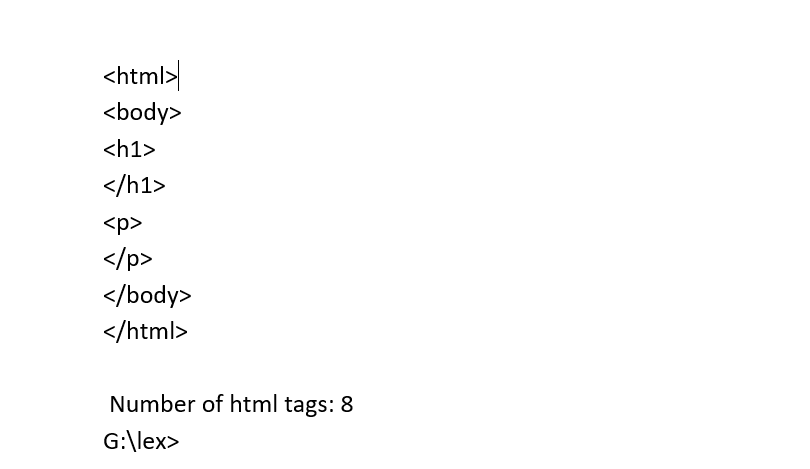 <html>
<body>
<h1>
</h1>
<p>
</p>
</body>
</html>
Number of html tags: 8
G:\lex>